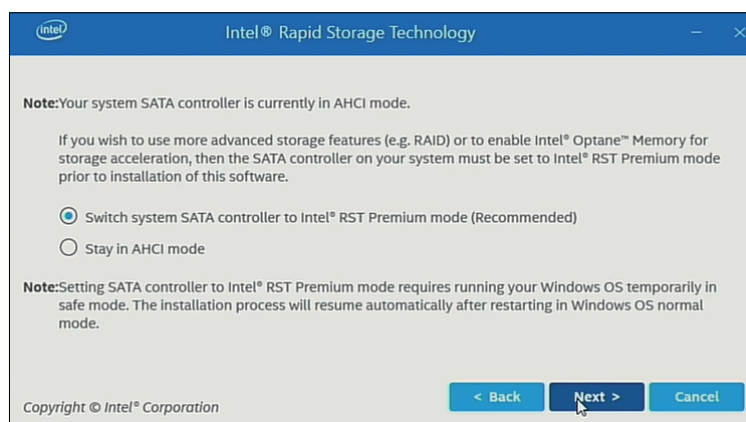 intel
Intel® Rapid Storage Technology
Note:Your system SATA controller is currently in AHCI mode.
If you wish to use more advanced storage features (e.g. RAID) or to enable Intel® Optane™ Memory for
storage acceleration, then the SATA controller on your system must be set to Intel® RST Premium mode
prior to installation of this software.
Switch system SATA controller to Intel® RST Premium mode (Recommended)
Stay in AHCI mode
Note:Setting SATA controller to Intel® RST Premium mode requires running your Windows OS temporarily in
safe mode. The installation process will resume automatically after restarting in Windows OS normal
mode.
Copyright © Intel® Corporation
< Back
Next >
Cancel